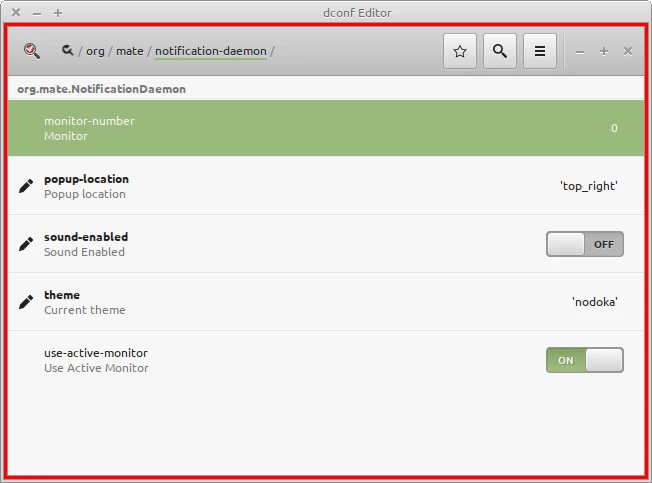 dconf Editor
/ org / mate / notification-daemon /
org.mate.NotificationDaemon
monitor-number
Monitor
0
popup-location
Popup location
'top_right'
sound-enabled
Sound Enabled
OFF
theme
Current theme
'nodoka'
use-active-monitor
Use Active Monitor
ON